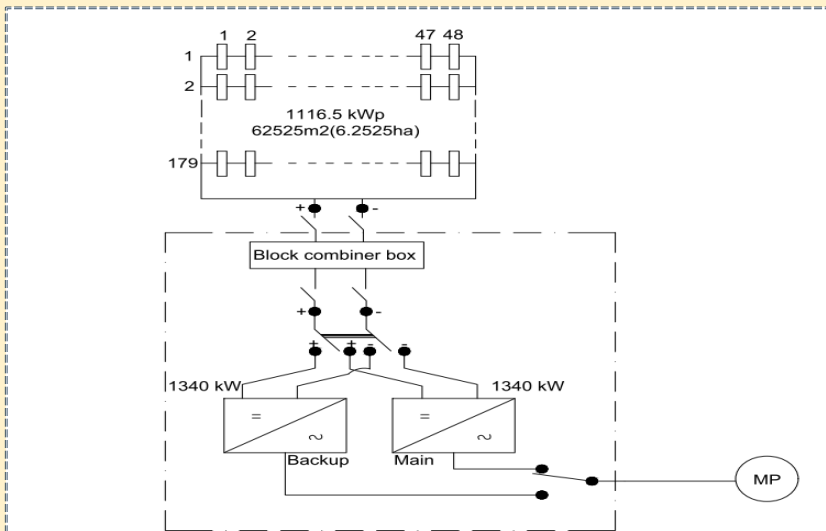 1 2 47 48
1
2
1116.5 kWp
62525m2(6.2525ha)
179
+ -
Block combiner box
+ -
+ + - -
1340 kW 1340 kW
= =
~ ~
Backup Main
MP